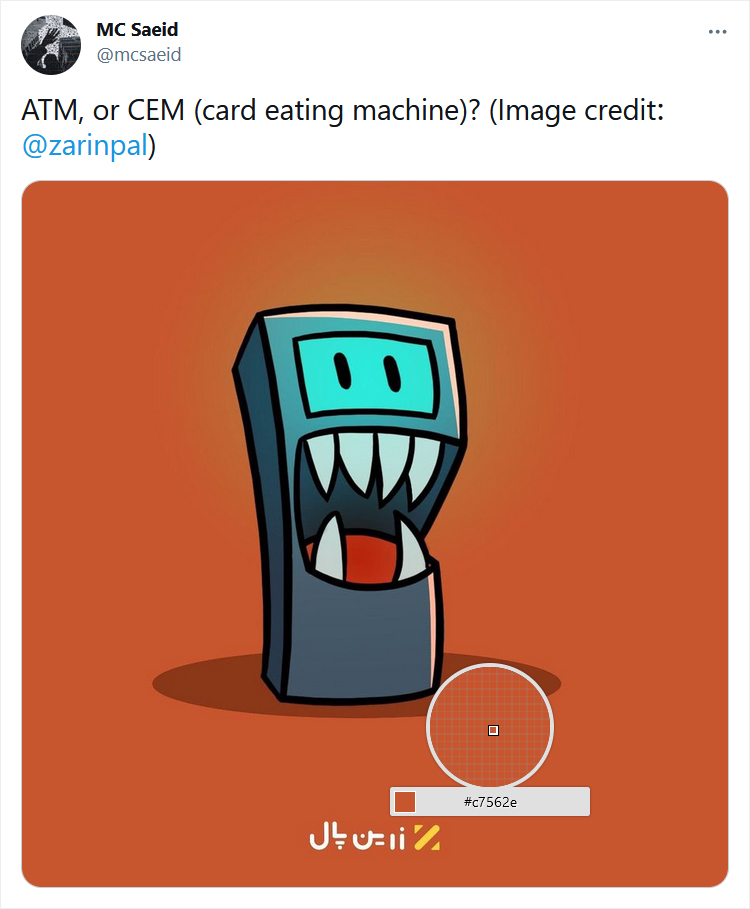 MC Saeid
@mcsaeid
ATM, or CEM (card eating machine)? (Image credit:
@zarinpal)
#c7562e
زرین پال